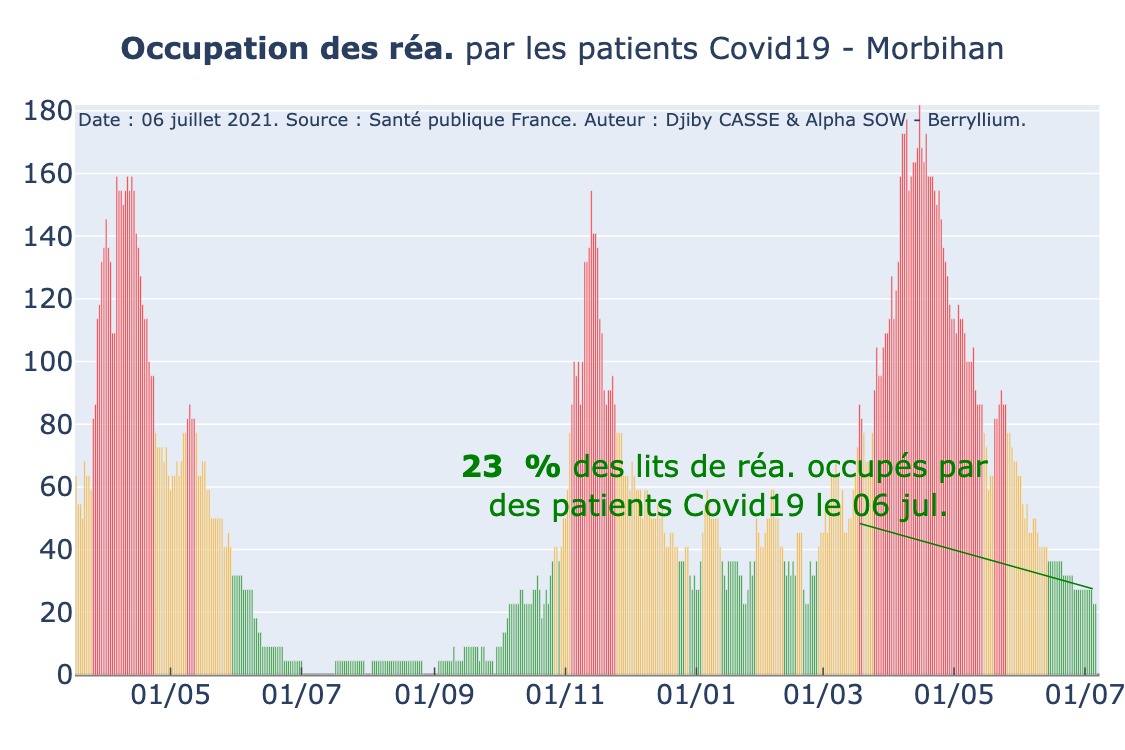 Occupation des réa. par les patients Covid19 - Morbihan
180
Date : 06 juillet 2021. Source : Santé publique France. Auteur : Djiby CASSE & Alpha SOW - Berryllium.
160
140
120
100
80
23 % des lits de réa. occupés par
60
des patients Covid19 le 06 jul.
40
20
0
01/05 01/07 01/09 01/11 01/01 01/03 01/05 01/07